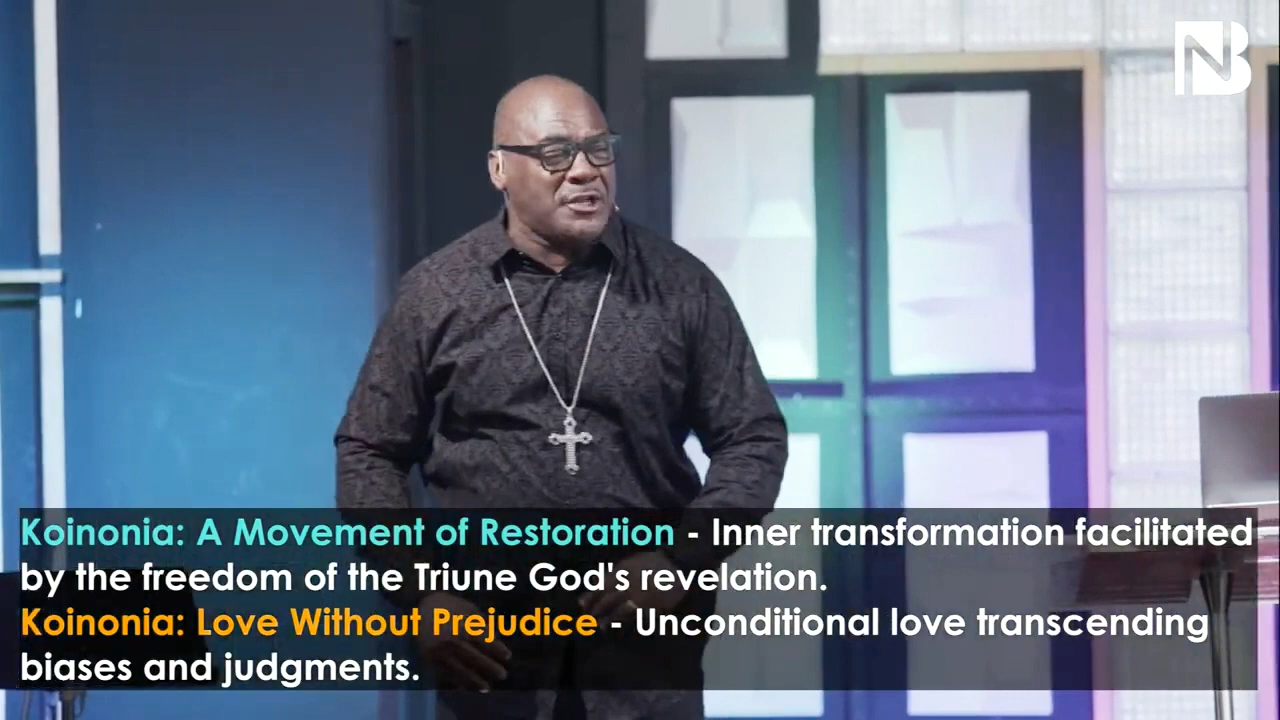 NB
Koinonia: A Movement of Restoration - Inner transformation facilitated
by the freedom of the Triune God's revelation.
Koinonia: Love Without Prejudice - Unconditional love transcending
biases and judgments.